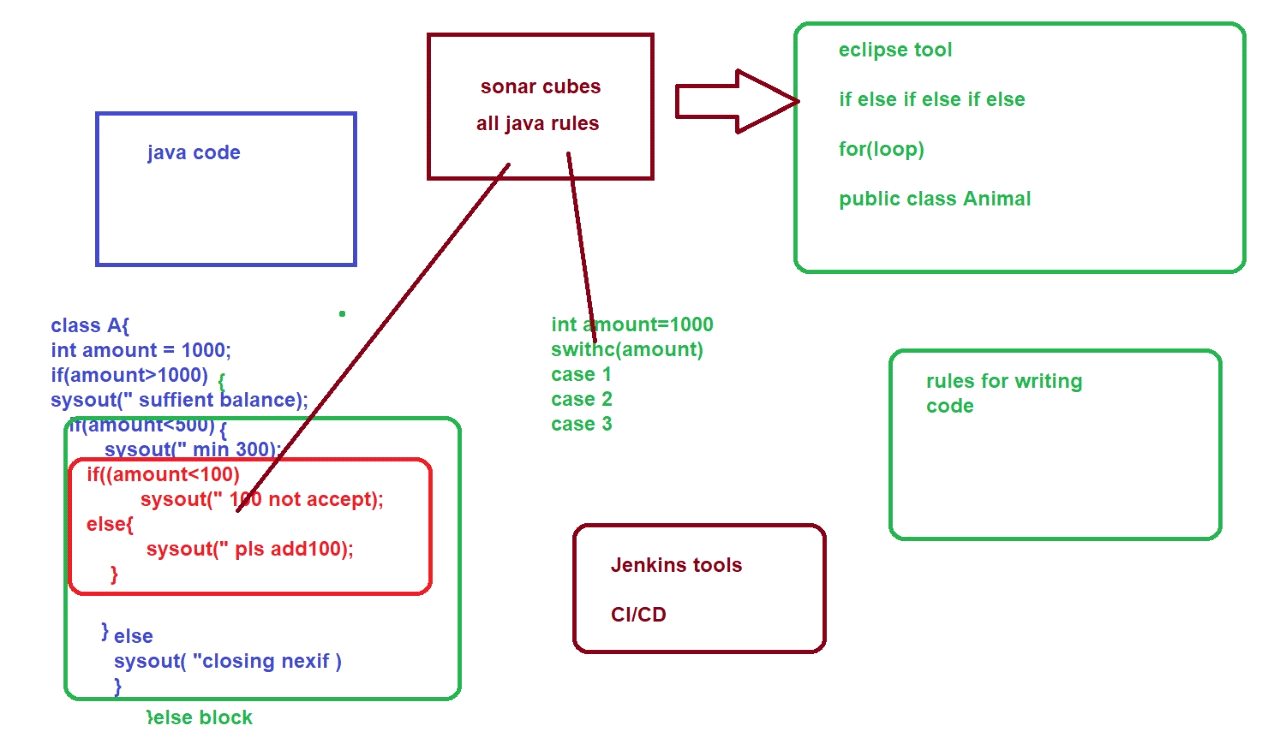 sonar cubes
all java rules
eclipse tool
if else if else if else
for(loop)
public class Animal
java code
class A{
int amount = 1000;
if(amount>1000) {
sysout(" suffient balance);
if(amount<500) {
sysout(" min 300);
if((amount<100)
sysout(" 100 not accept);
else{
sysout(" pls add100);
}
} else
sysout( "closing nexif )
}
}else block
int amount=1000
swithc(amount)
case 1
case 2
case 3
rules for writing
code
Jenkins tools
CI/CD